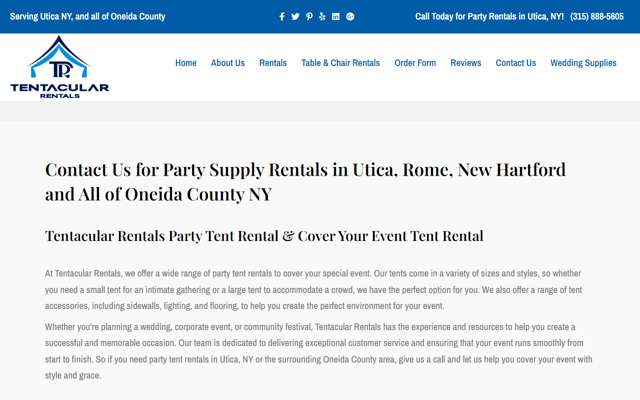 Serving Utica NY, and all of Oneida County
Call Today for Party Rentals in Utica, NY! (315) 888-5605
TR
TENTACULAR
RENTALS
Home About Us Rentals Table & Chair Rentals Order Form Reviews Contact Us Wedding Supplies
Contact Us for Party Supply Rentals in Utica, Rome, New Hartford
and All of Oneida County NY
Tentacular Rentals Party Tent Rental & Cover Your Event Tent Rental
At Tentacular Rentals, we offer a wide range of party tent rentals to cover your special event. Our tents come in a variety of sizes and styles, so whether
you need a small tent for an intimate gathering or a large tent to accommodate a crowd, we have the perfect option for you. We also offer a range of tent
accessories, including sidewalls, lighting, and flooring, to help you create the perfect environment for your event.
Whether you're planning a wedding, corporate event, or community festival, Tentacular Rentals has the experience and resources to help you create a
successful and memorable occasion. Our team is dedicated to delivering exceptional customer service and ensuring that your event runs smoothly from
start to finish. So if you need party tent rentals in Utica, NY or the surrounding Oneida County area, give us a call and let us help you cover your event with
style and grace.